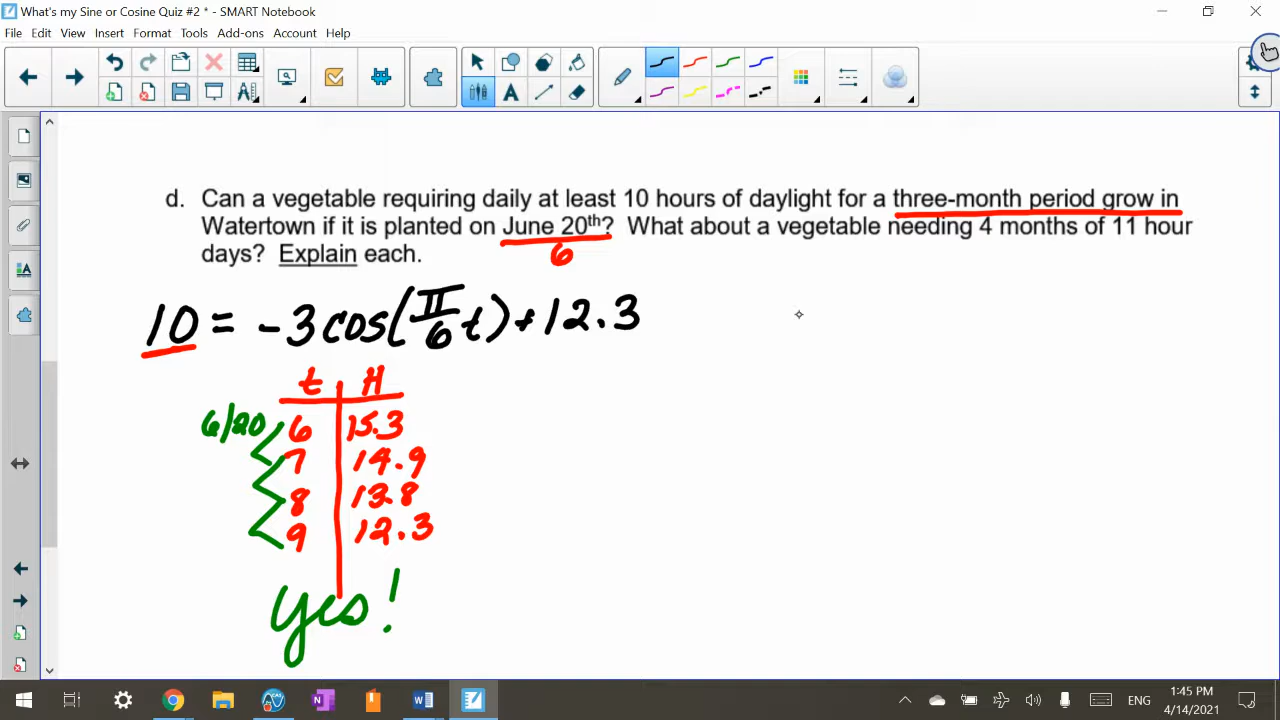 What's my Sine or Cosine Quiz #2 * - SMART Notebook
File Edit View Insert Format Tools Add-ons Account Help
d. Can a vegetable requiring daily at least 10 hours of daylight for a three-month period grow in
Watertown if it is planted on June 20th? What about a vegetable needing 4 months of 11 hour
days? Explain each.
6
10 = -3cos(π/6 t)+12.3
t H
6/20 6 15.3
7 14.9
8 13.8
9 12.3
yes!
ENG
1:45 PM
4/14/2021